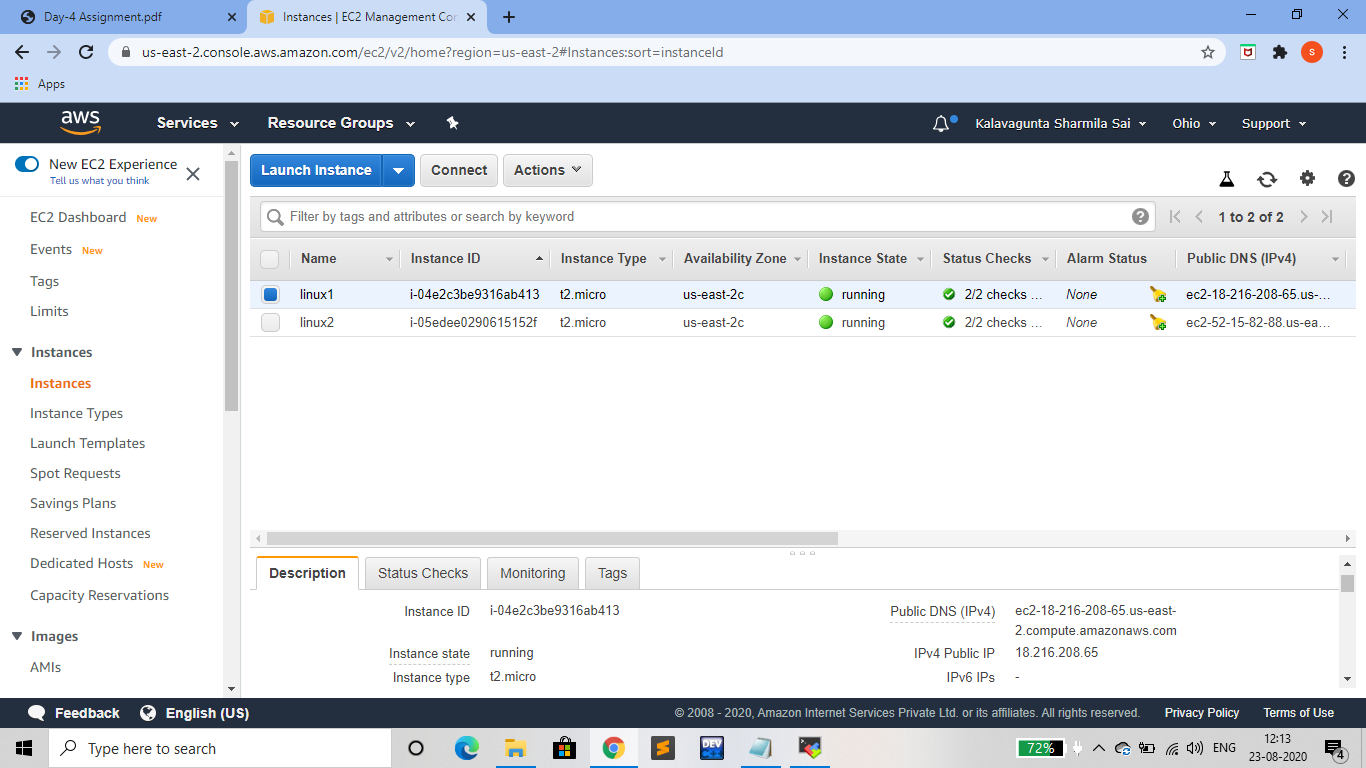 Day-4 Assignment.pdf
Instances | EC2 Management Con
us-east-2.console.aws.amazon.com/ec2/v2/home?region=us-east-2#Instances:sort=instanceId
S
Apps
aws
Services
Resource Groups
Kalavagunta Sharmila Sai
Ohio
Support
New EC2 Experience
Tell us what you think
EC2 Dashboard New
Events New
Tags
Limits
Instances
Instances
Instance Types
Launch Templates
Spot Requests
Savings Plans
Reserved Instances
Dedicated Hosts New
Capacity Reservations
Images
AMIs
Launch Instance
Connect
Actions
Filter by tags and attributes or search by keyword
1 to 2 of 2
Name Instance ID Instance Type Availability Zone Instance State Status Checks Alarm Status Public DNS (IPv4)
linux1 i-04e2c3be9316ab413 t2.micro us-east-2c running 2/2 checks ... None ec2-18-216-208-65.us-...
linux2 i-05edee0290615152f t2.micro us-east-2c running 2/2 checks ... None ec2-52-15-82-88.us-ea...
Description Status Checks Monitoring Tags
Instance ID i-04e2c3be9316ab413
Instance state running
Instance type t2.micro
Public DNS (IPv4) ec2-18-216-208-65.us-east-
2.compute.amazonaws.com
IPv4 Public IP 18.216.208.65
IPv6 IPs -
Feedback
English (US)
© 2008 - 2020, Amazon Internet Services Private Ltd. or its affiliates. All rights reserved.
Privacy Policy
Terms of Use
Type here to search
DEV
72%
ENG
12:13
23-08-2020
4